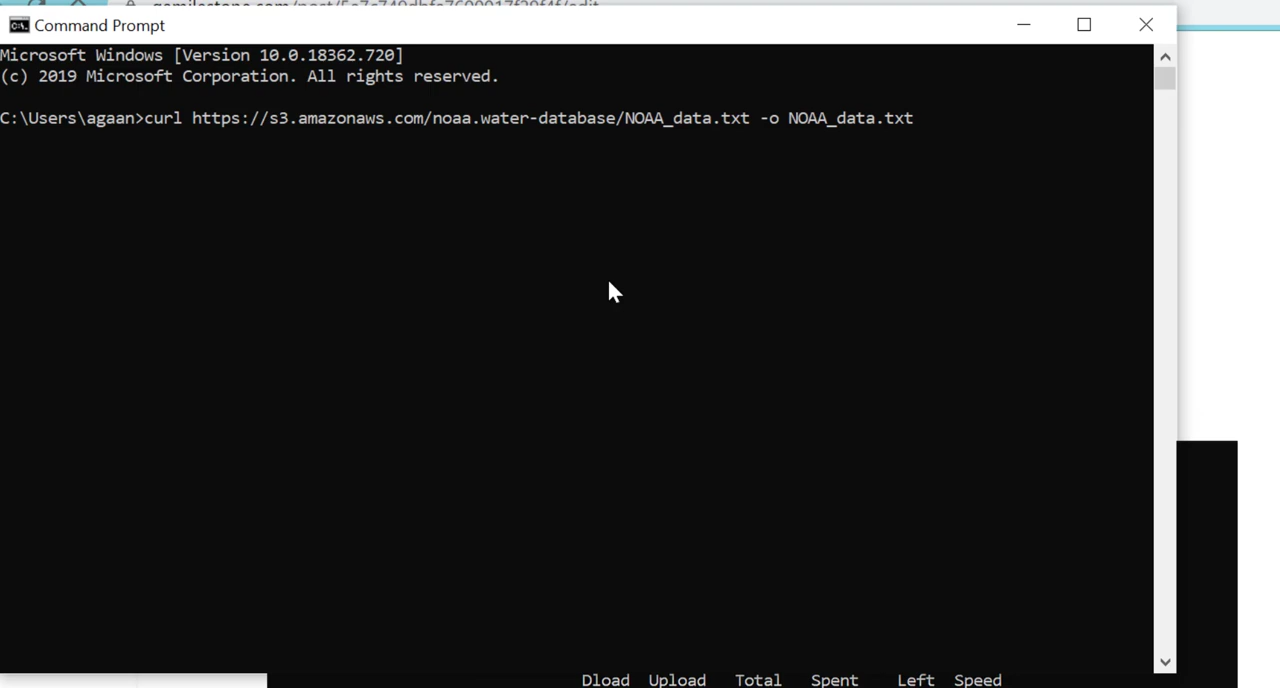 Command Prompt
Microsoft Windows [Version 10.0.18362.720]
(c) 2019 Microsoft Corporation. All rights reserved.
C:\Users\agaan>curl https://s3.amazonaws.com/noaa.water-database/NOAA_data.txt -o NOAA_data.txt
Dload Upload Total Spent Left Speed